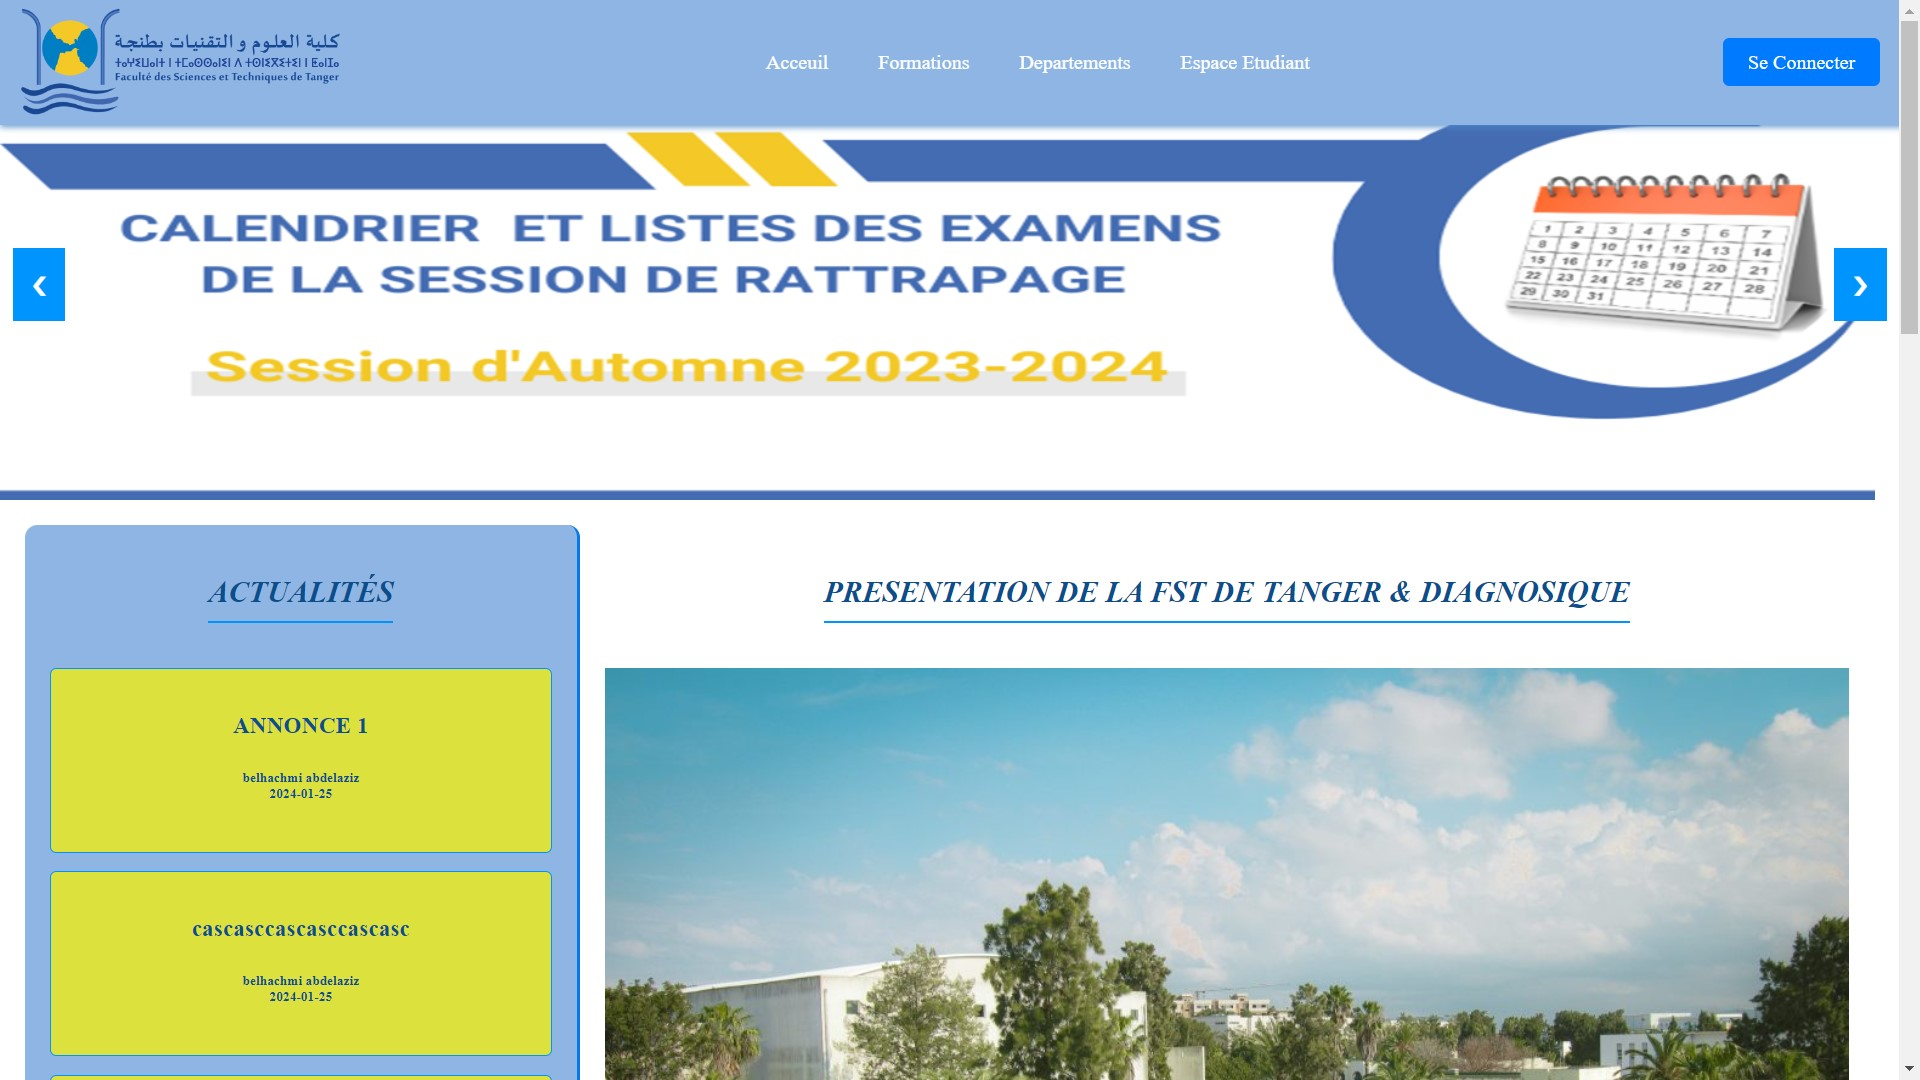 كلية العلوم و التقنيات بطنجة
Faculté des Sciences et Techniques de Tanger
Acceuil
Formations
Departements
Espace Etudiant
Se Connecter
CALENDRIER ET LISTES DES EXAMENS
DE LA SESSION DE RATTRAPAGE
Session d'Automne 2023-2024
1 2 3 4 5 6 7
8 9 10 11 12 13 14
15 16 17 18 19 20 21
22 23 24 25 26 27 28
29 30 31
❮
❯
ACTUALITÉS
ANNONCE 1
belhachmi abdelaziz
2024-01-25
cascasccascasccascasc
belhachmi abdelaziz
2024-01-25
PRESENTATION DE LA FST DE TANGER & DIAGNOSIQUE